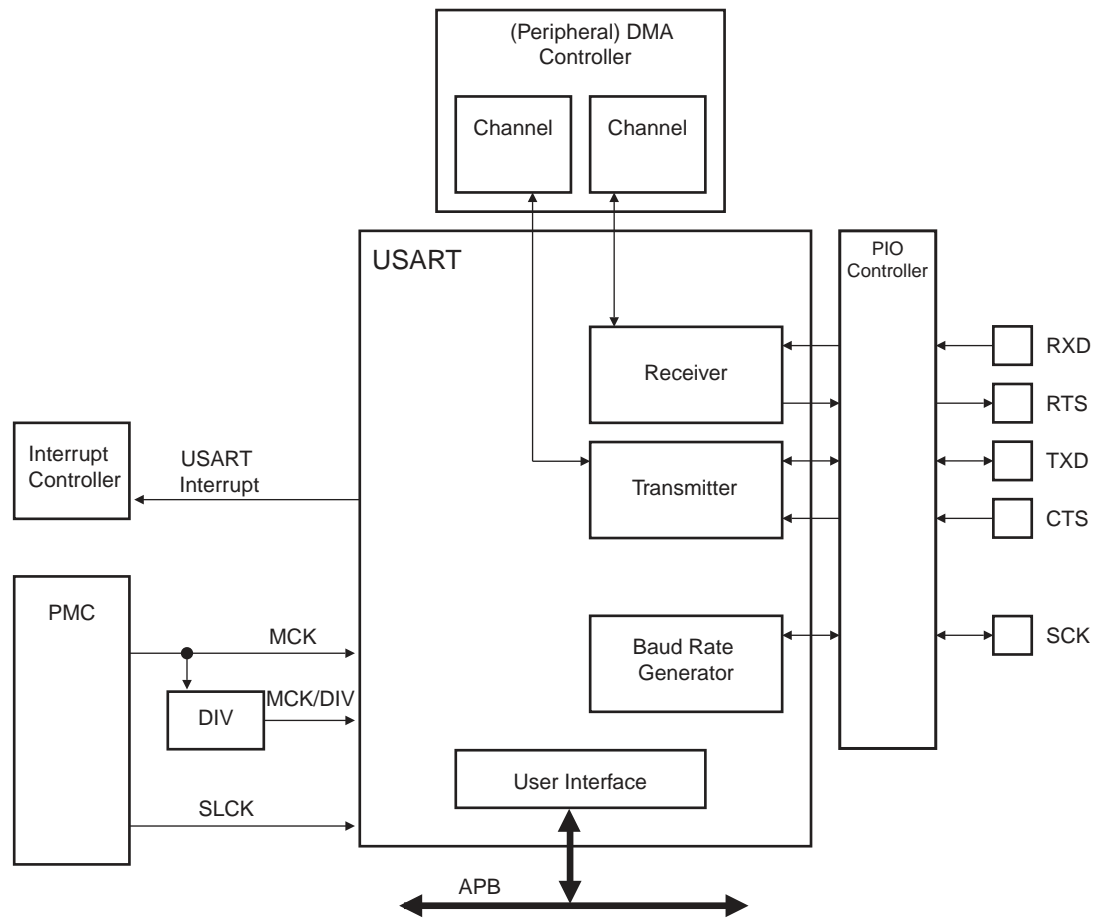 (Peripheral) DMA
Controller
Channel
Channel
USART
PIO
Controller
Receiver
RXD
RTS
Interrupt
Controller
USART
Interrupt
Transmitter
TXD
CTS
PMC
MCK
Baud Rate
Generator
SCK
DIV
MCK/DIV
User Interface
SLCK
APB